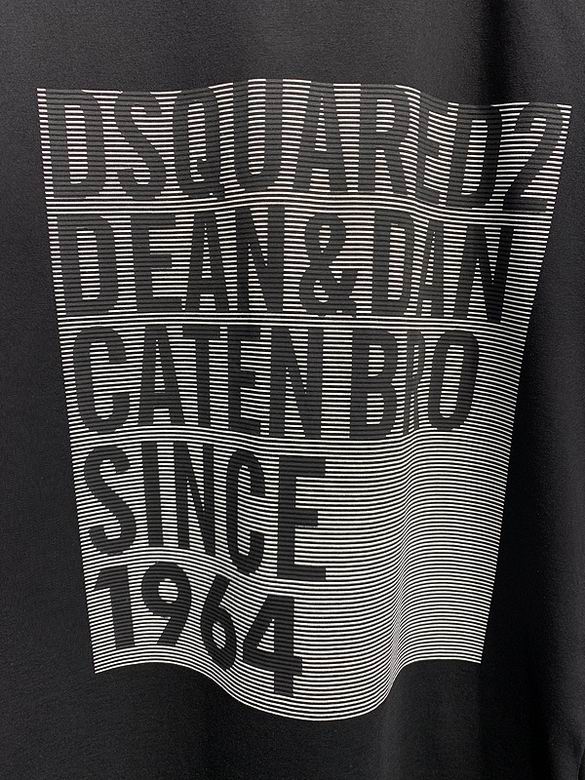 DSQUARED2
DEAN & DAN
CATEN BRO
SINCE
1964